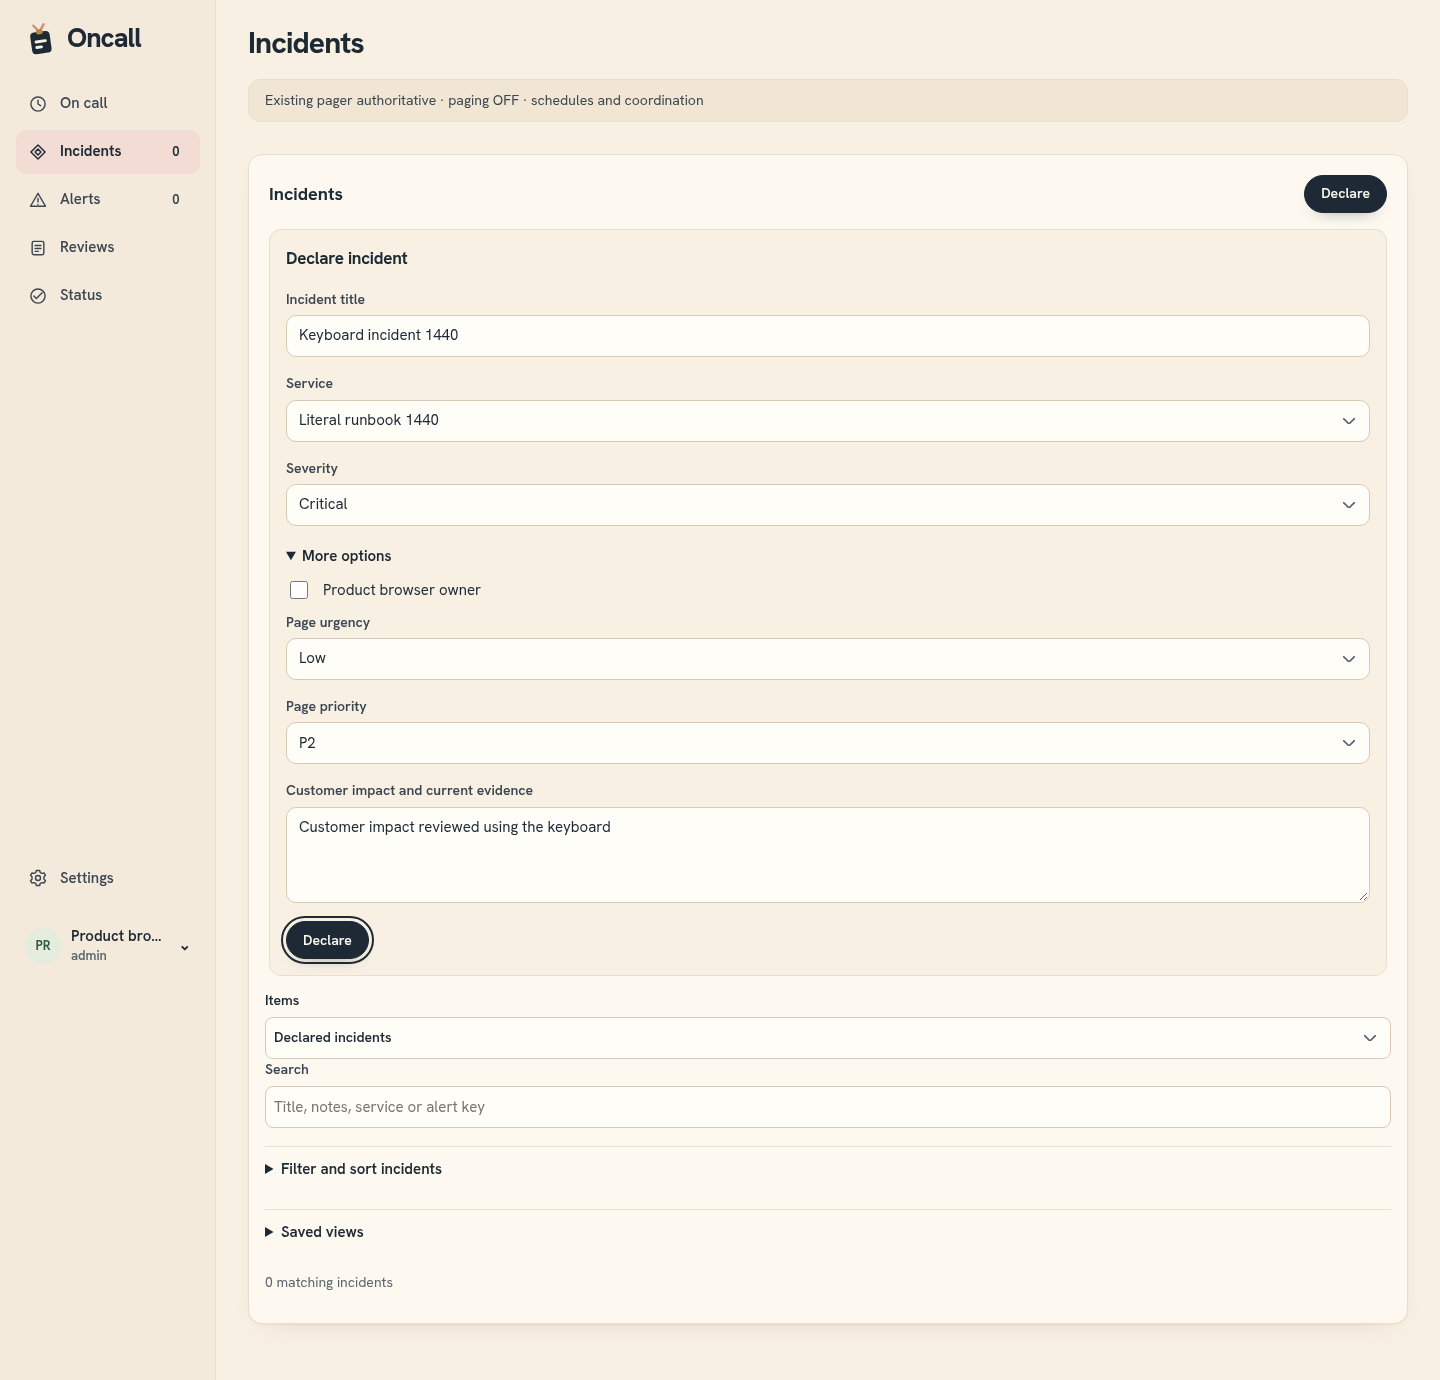 Oncall
On call
Incidents 0
Alerts 0
Reviews
Status
Settings
PR
Product bro...
admin
Incidents
Existing pager authoritative · paging OFF · schedules and coordination
Incidents
Declare
Declare incident
Incident title
Keyboard incident 1440
Service
Literal runbook 1440
Severity
Critical
More options
Product browser owner
Page urgency
Low
Page priority
P2
Customer impact and current evidence
Customer impact reviewed using the keyboard
Declare
Items
Declared incidents
Search
Title, notes, service or alert key
Filter and sort incidents
Saved views
0 matching incidents